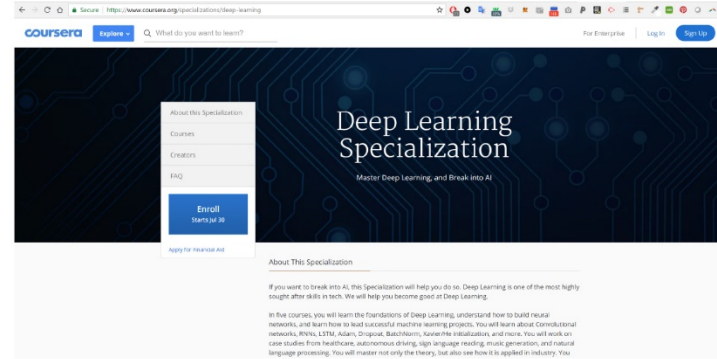 Secure | https://www.coursera.org/specializations/deep-learning
coursera
Explore
What do you want to learn?
For Enterprise
Log In
Sign Up
About this Specialization
Courses
Creators
FAQ
Enroll
Starts Jul 30
Apply for Financial Aid
Deep Learning
Specialization
Master Deep Learning, and Break into AI
About This Specialization
If you want to break into AI, this Specialization will help you do so. Deep Learning is one of the most highly
sought after skills in tech. We will help you become good at Deep Learning.
In five courses, you will learn the foundations of Deep Learning, understand how to build neural
networks, and learn how to lead successful machine learning projects. You will learn about Convolutional
networks, RNNs, LSTM, Adam, Dropout, BatchNorm, Xavier/He initialization, and more. You will work on
case studies from healthcare, autonomous driving, sign language reading, music generation, and natural
language processing. You will master not only the theory, but also see how it is applied in industry. You